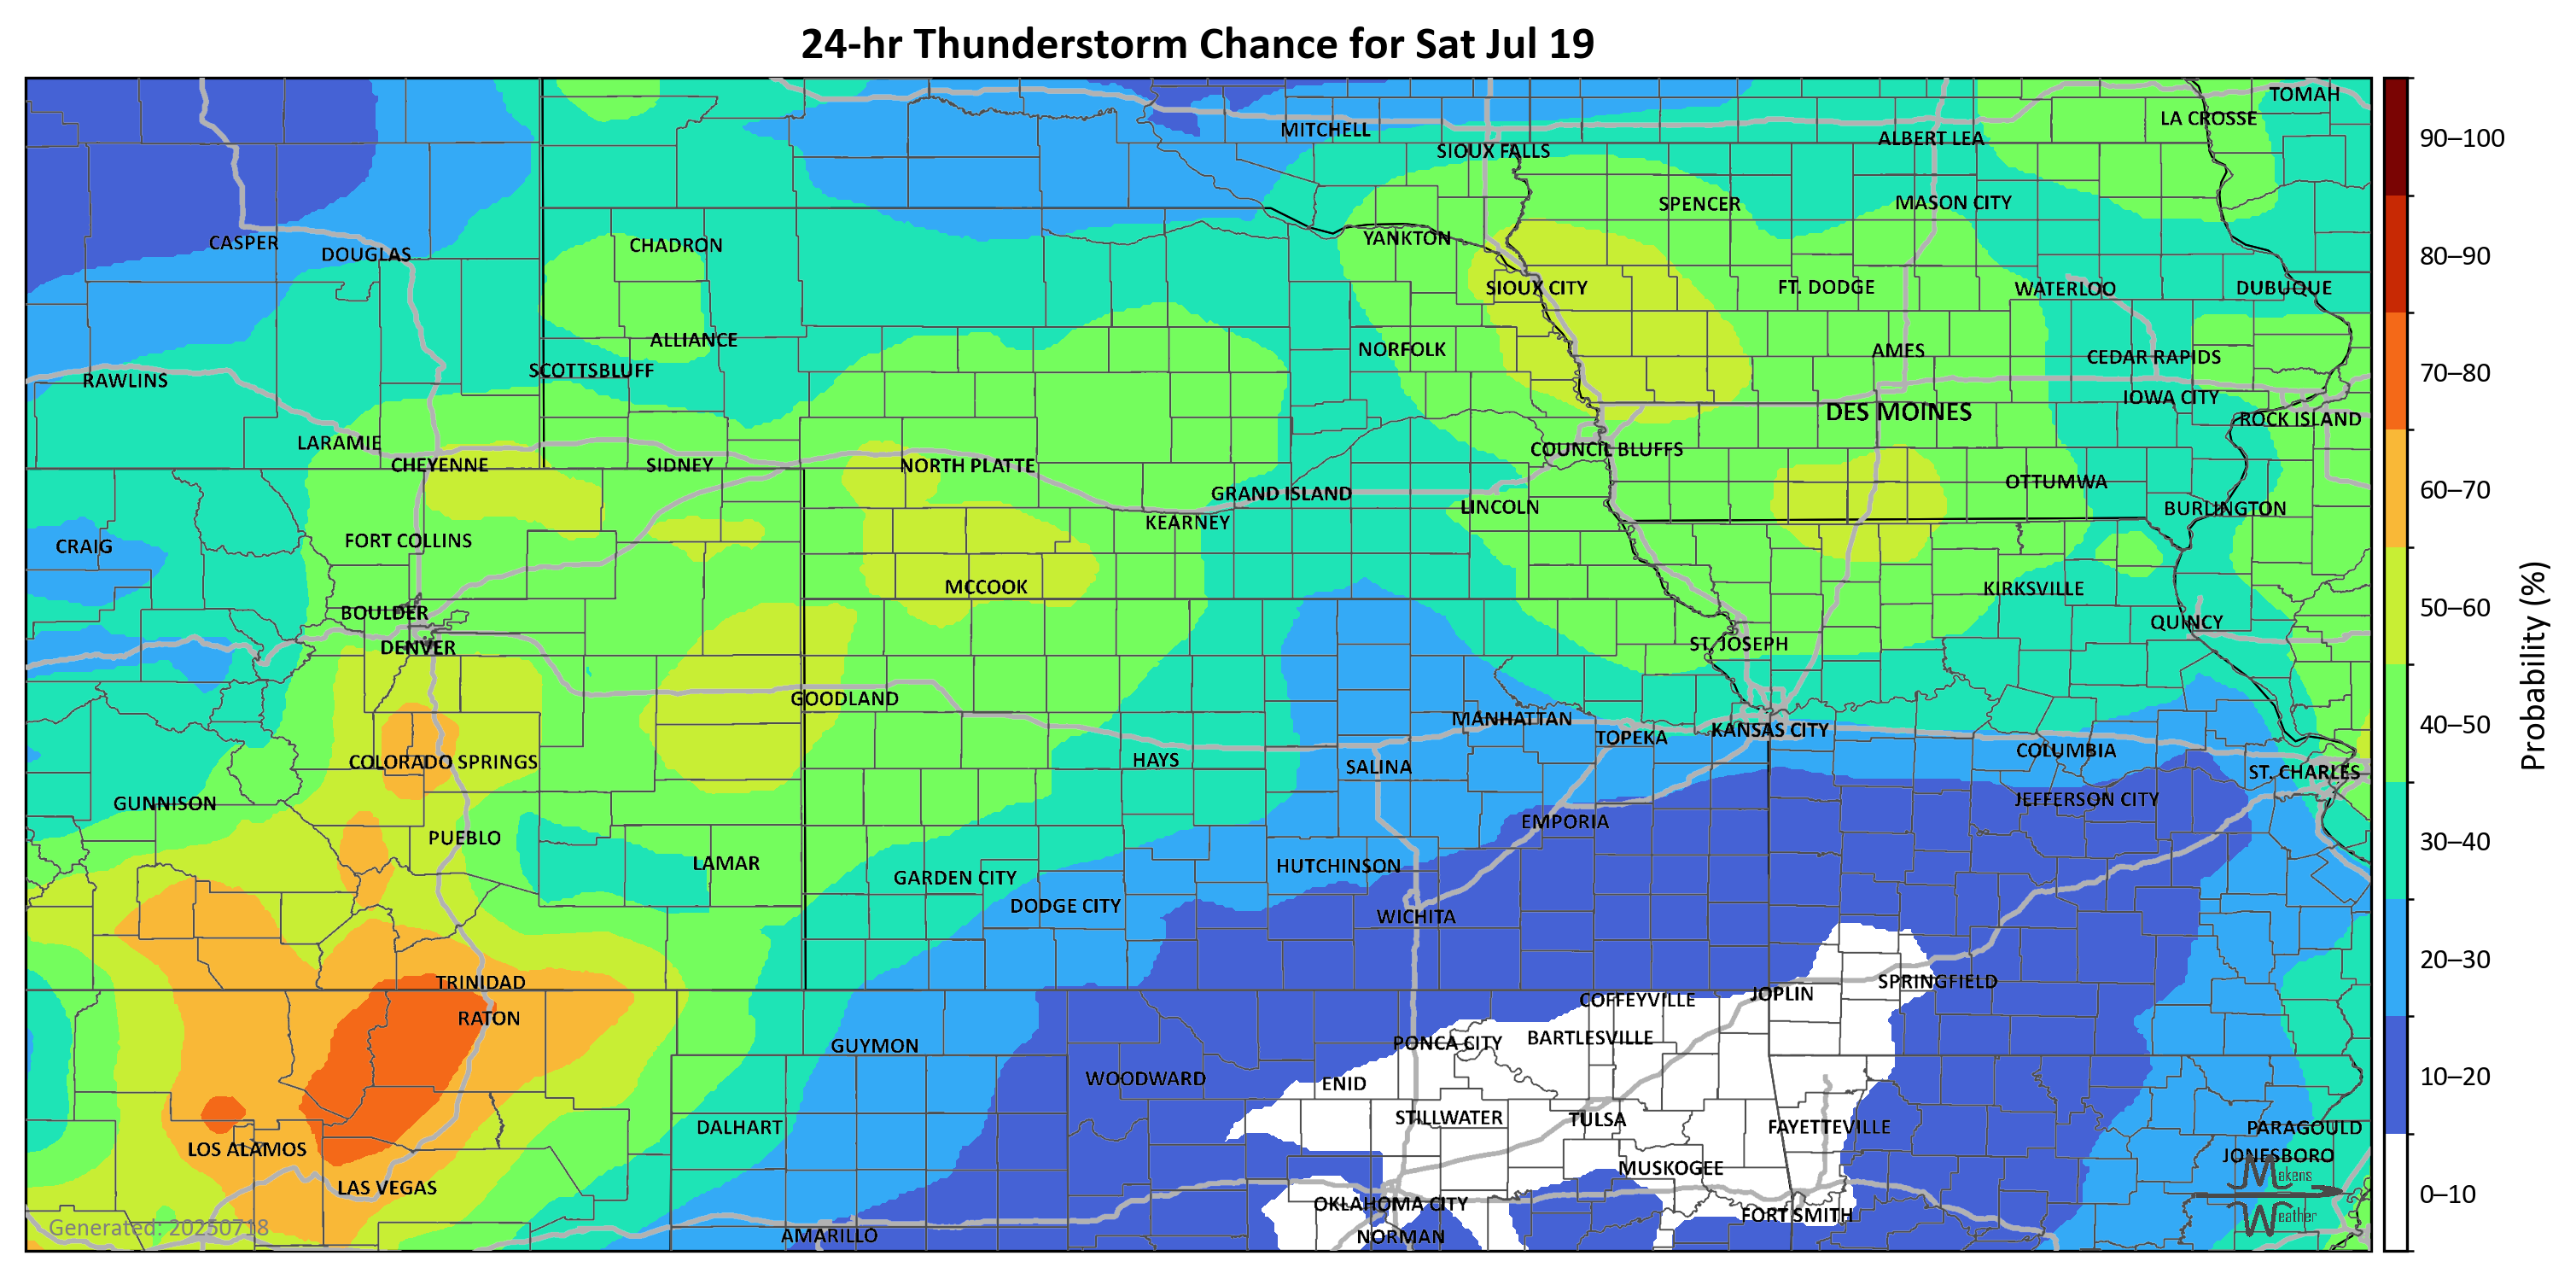 24-hr Thunderstorm Chance for Sat Jul 19
TOMAH
LA CROSSE
MITCHELL
ALBERT LEA
SIOUX FALLS
SPENCER
MASON CITY
YANKTON
CASPER
CHADRON
DOUGLAS
SIOUX CITY
FT. DODGE
WATERLOO
DUBUQUE
ALLIANCE
NORFOLK
AMES
CEDAR RAPIDS
SCOTTSBLUFF
RAWLINS
IOWA CITY
DES MOINES
ROCK ISLAND
LARAMIE
COUNCIL BLUFFS
CHEYENNE
SIDNEY
NORTH PLATTE
OTTUMWA
GRAND ISLAND
LINCOLN
BURLINGTON
KEARNEY
FORT COLLINS
CRAIG
MCCOOK
KIRKSVILLE
BOULDER
QUINCY
DENVER
ST. JOSEPH
GOODLAND
MANHATTAN
KANSAS CITY
TOPEKA
COLUMBIA
HAYS
COLORADO SPRINGS
SALINA
ST. CHARLES
GUNNISON
JEFFERSON CITY
EMPORIA
PUEBLO
LAMAR
HUTCHINSON
GARDEN CITY
DODGE CITY
WICHITA
TRINIDAD
SPRINGFIELD
JOPLIN
COFFEYVILLE
RATON
BARTLESVILLE
PONCA CITY
GUYMON
WOODWARD
ENID
STILLWATER
TULSA
DALHART
FAYETTEVILLE
PARAGOULD
LOS ALAMOS
JONESBORO
MUSKOGEE
LAS VEGAS
OKLAHOMA CITY
FORT SMITH
AMARILLO
NORMAN
Generated: 20250718
Makens
Weather
90–100
80–90
70–80
60–70
50–60
40–50
30–40
20–30
10–20
0–10
Probability (%)